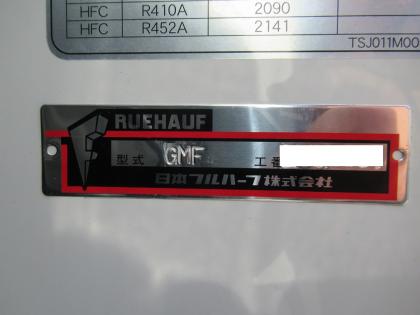 HFC R410A 2090
HFC R452A 2141
TSJ011M00
FRUEHAUF
型式 GMF 工番
日本フルハーフ株式会社